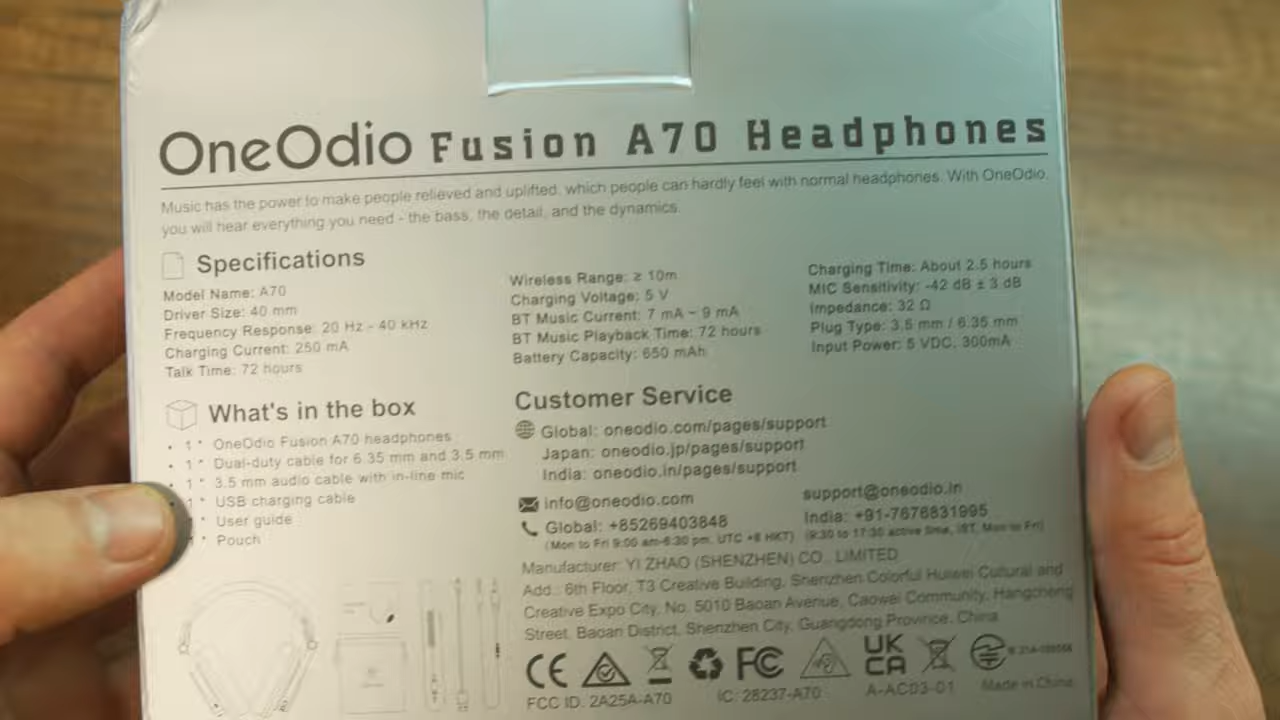 OneOdio Fusion A70 Headphones
Music has the power to make people relieved and uplifted, which people can hardly feel with normal headphones. With OneOdio,
you will hear everything you need - the bass, the detail, and the dynamics.
Specifications
Model Name: A70
Driver Size: 40 mm
Frequency Response: 20 Hz - 40 kHz
Charging Current: 250 mA
Talk Time: 72 hours
Wireless Range: ≥ 10m
Charging Voltage: 5 V
BT Music Current: 7 mA ~ 9 mA
BT Music Playback Time: 72 hours
Battery Capacity: 650 mAh
Charging Time: About 2.5 hours
MIC Sensitivity: -42 dB ± 3 dB
Impedance: 32 Ω
Plug Type: 3.5 mm / 6.35 mm
Input Power: 5 VDC, 300mA
What's in the box
• 1 * OneOdio Fusion A70 headphones
• 1 * Dual-duty cable for 6.35 mm and 3.5 mm
• 1 * 3.5 mm audio cable with in-line mic
1 * USB charging cable
* User guide
* Pouch
Customer Service
Global: oneodio.com/pages/support
Japan: oneodio.jp/pages/support
India: oneodio.in/pages/support
info@oneodio.com
support@oneodio.in
Global: +85269403848
(Mon to Fri 9:00 am-6:30 pm, UTC +8 HKT)
India: +91-7678831995
(9:30 to 17:30 active time, IST, Mon to Fri)
Manufacturer: YI ZHAO (SHENZHEN) CO., LIMITED
Add.: 6th Floor, T3 Creative Building, Shenzhen Colorful Huiwei Cultural and
Creative Expo City, No. 5010 Baoan Avenue, Caowei Community, Hangcheng
Street, Baoan District, Shenzhen City, Guangdong Province, China
CE FC UK CA
FCC ID: 2A25A-A70
IC: 28237-A70
A-AC03-01
Made in China